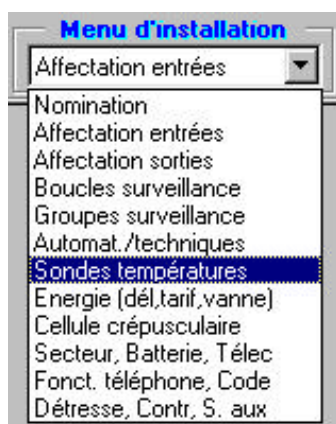 Menu d'installation
Affectation entrées
Nomination
Affectation entrées
Affectation sorties
Boucles surveillance
Groupes surveillance
Automat./techniques
Sondes températures
Energie (dél,tarif,vanne)
Cellule crépusculaire
Secteur, Batterie, Télec
Fonct. téléphone, Code
Détresse, Contr, S. aux